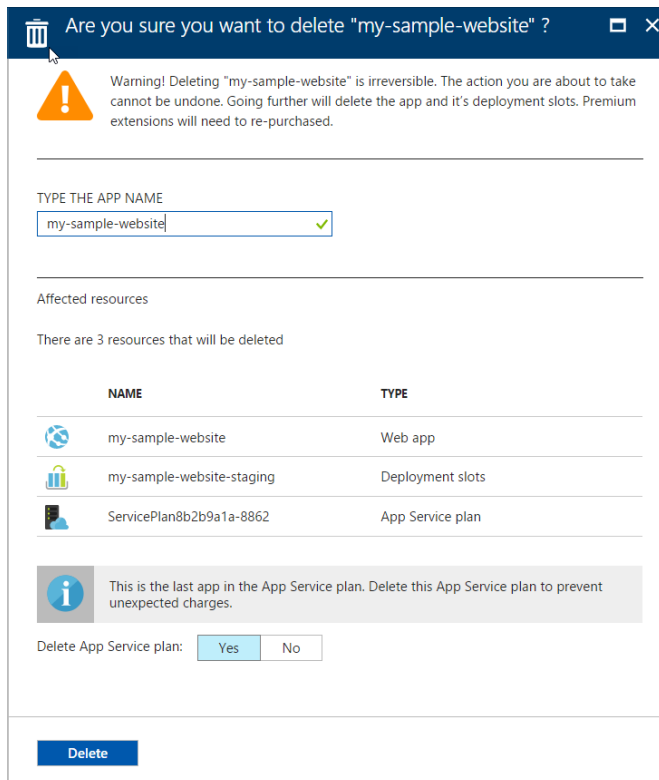 Are you sure you want to delete "my-sample-website" ?
Warning! Deleting "my-sample-website" is irreversible. The action you are about to take
cannot be undone. Going further will delete the app and it's deployment slots. Premium
extensions will need to re-purchased.
TYPE THE APP NAME
my-sample-website
Affected resources
There are 3 resources that will be deleted
NAME TYPE
my-sample-website Web app
my-sample-website-staging Deployment slots
ServicePlan8b2b9a1a-8862 App Service plan
This is the last app in the App Service plan. Delete this App Service plan to prevent
unexpected charges.
Delete App Service plan: Yes No
Delete